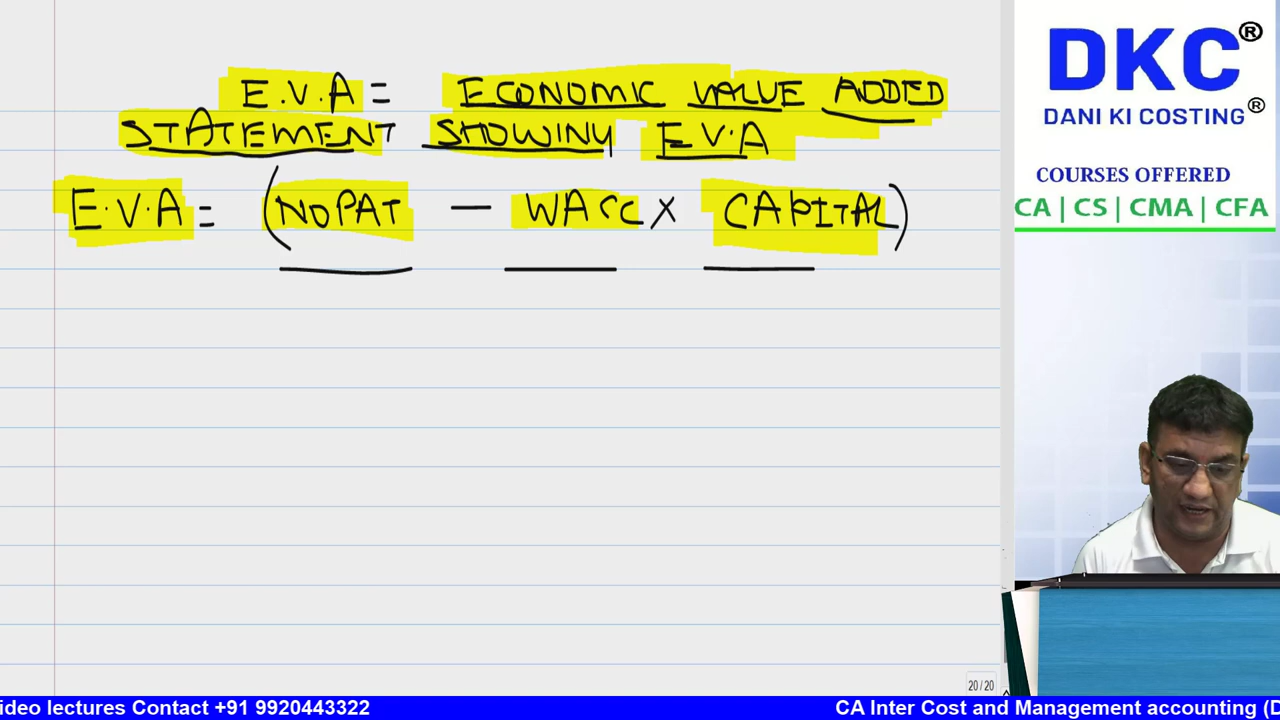 E.V.A = ECONOMIC VALUE ADDED
STATEMENT SHOWING E.V.A
E.V.A = (NOPAT – WACC X CAPITAL)
20/20
DKC®
DANI KI COSTING®
COURSES OFFERED
CA | CS | CMA | CFA
ideo lectures Contact +91 9920443322
CA Inter Cost and Management accounting (D